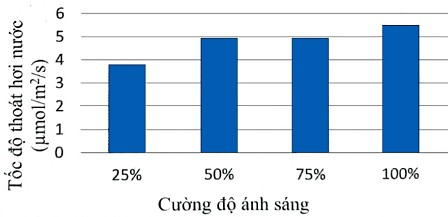 Tốc độ thoát hơi nước
(µmol/m²/s)
6
5
4
3
2
1
0
25% 50% 75% 100%
Cường độ ánh sáng